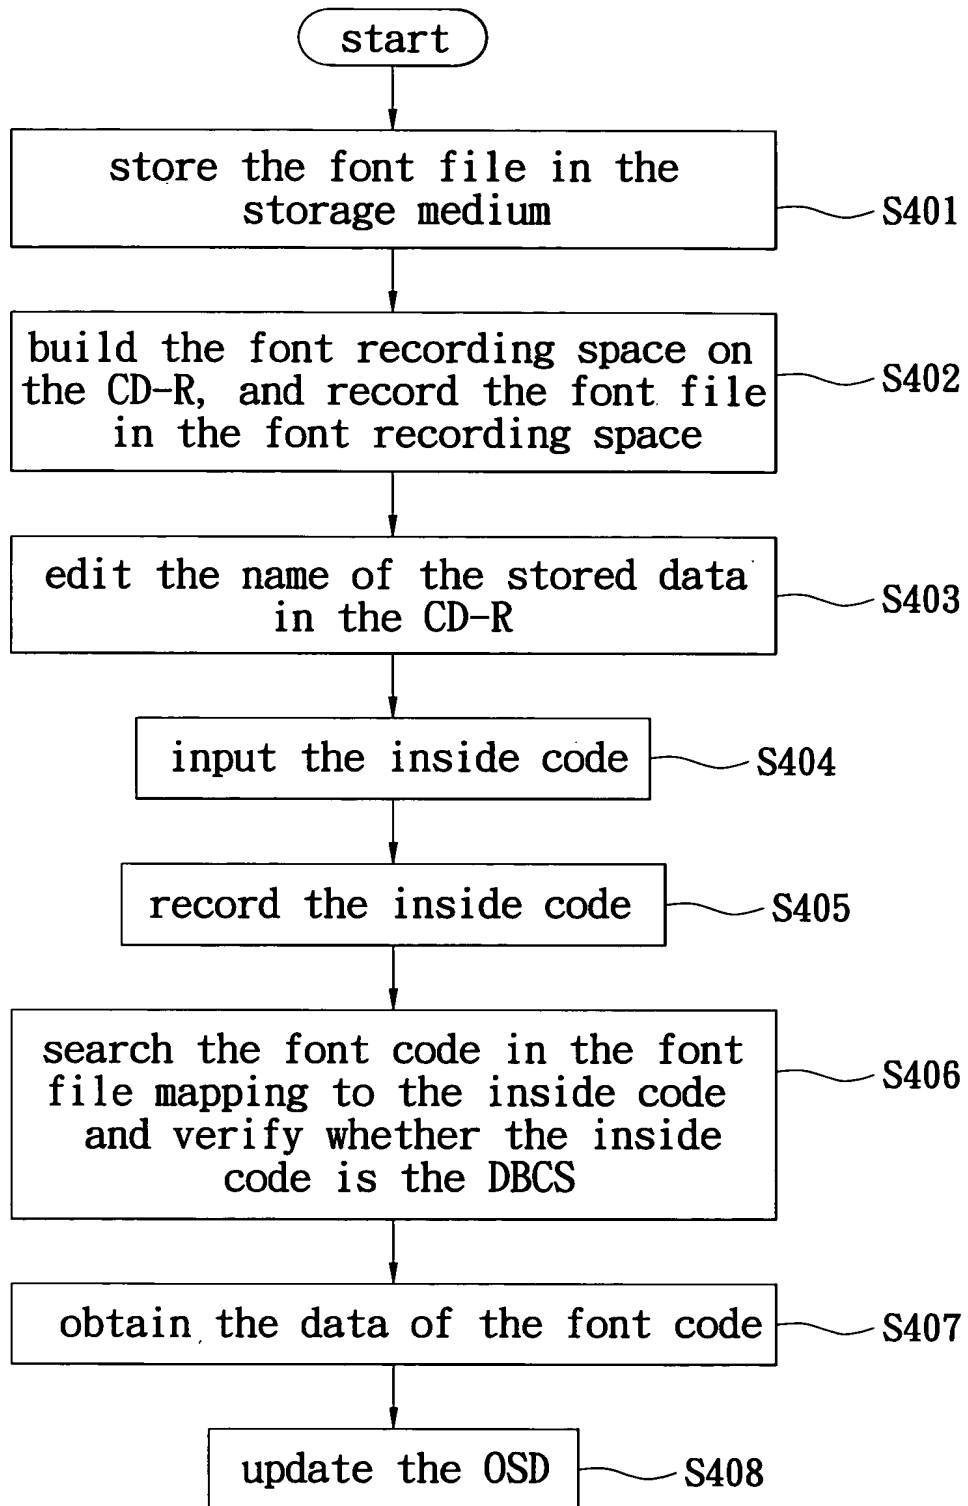 start
store the font file in the
storage medium
S401
build the font recording space on
the CD-R, and record the font file
in the font recording space
S402
edit the name of the stored data
in the CD-R
S403
input the inside code
S404
record the inside code
S405
search the font code in the font
file mapping to the inside code
and verify whether the inside
code is the DBCS
S406
obtain the data of the font code
S407
update the OSD
S408